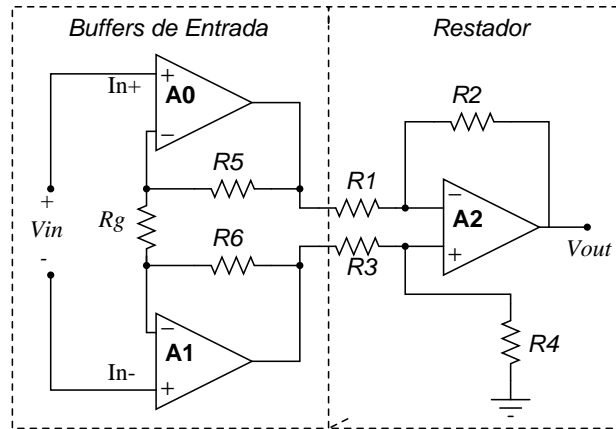 Buffers de Entrada
Restador
In+
+
A0
−
R2
R5
R1
+
Vin
-
Rg
−
A2
+
Vout
R6
R3
−
A1
+
In-
R4